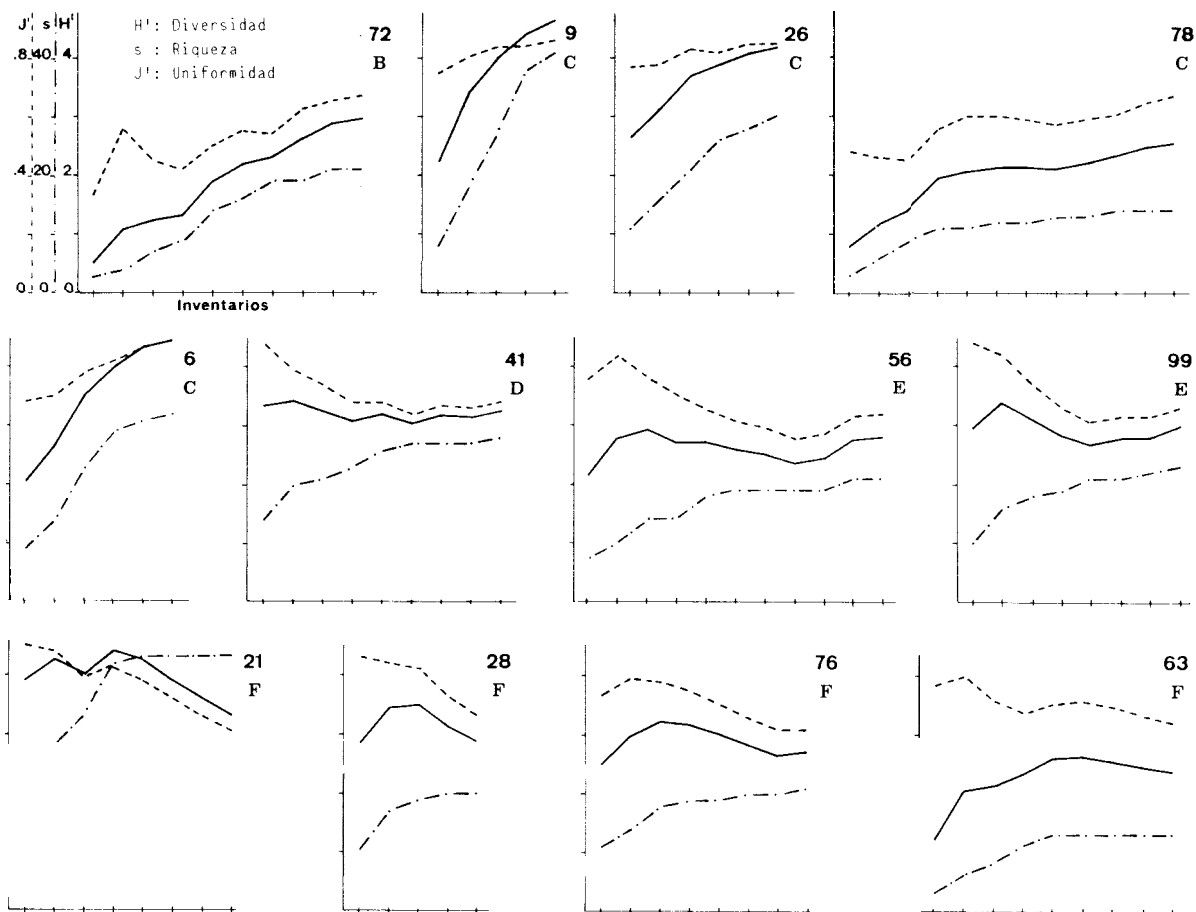 J' s H'
H': Diversidad
s : Riqueza
J': Uniformidad
.8 40 4
.4 20 2
0 0 0
Inventarios
72
B
9
C
26
C
78
C
6
C
41
D
56
E
99
E
21
F
28
F
76
F
63
F